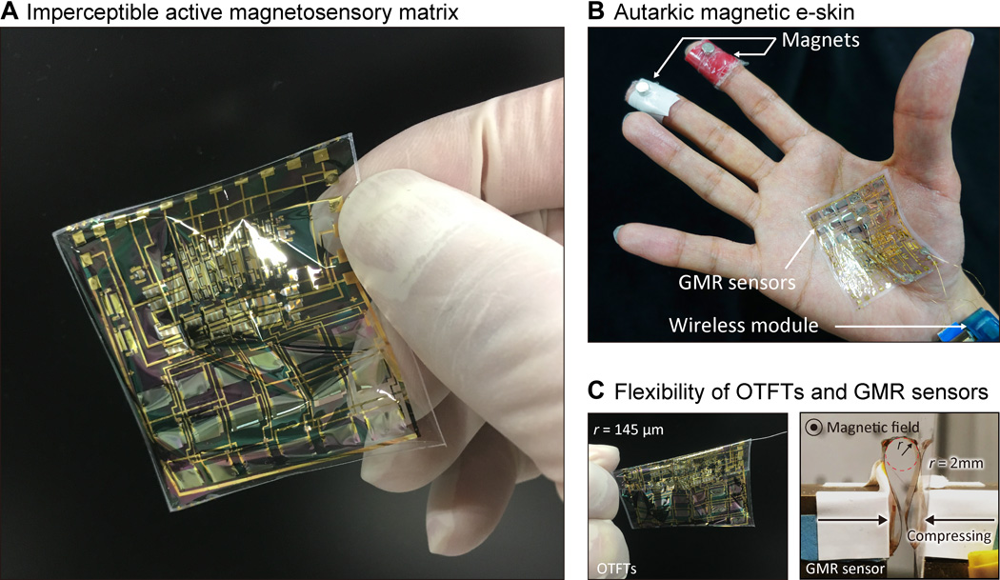 A Imperceptible active magnetosensory matrix
B Autarkic magnetic e-skin
Magnets
GMR sensors
Wireless module
C Flexibility of OTFTs and GMR sensors
r = 145 µm
OTFTs
Magnetic field
r
r = 2mm
Compressing
GMR sensor